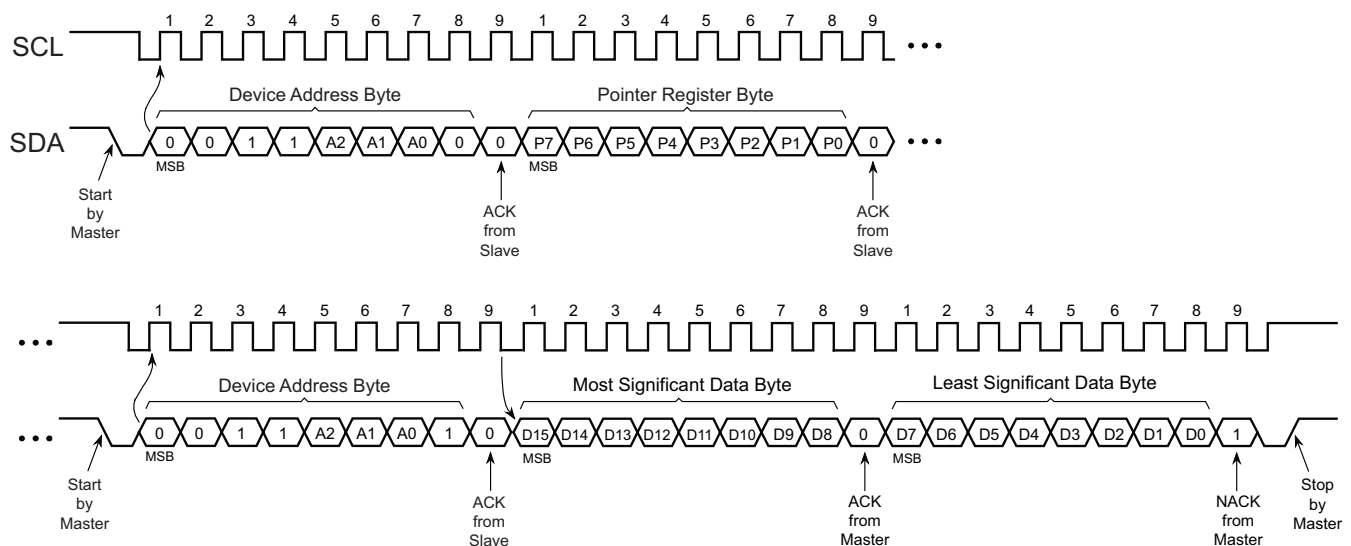 1 2 3 4 5 6 7 8 9 1 2 3 4 5 6 7 8 9
SCL
Device Address Byte Pointer Register Byte
SDA 0 0 1 1 A2 A1 A0 0 0 P7 P6 P5 P4 P3 P2 P1 P0 0
MSB MSB
Start
by
Master
ACK
from
Slave
ACK
from
Slave
1 2 3 4 5 6 7 8 9 1 2 3 4 5 6 7 8 9 1 2 3 4 5 6 7 8 9
Device Address Byte Most Significant Data Byte Least Significant Data Byte
0 0 1 1 A2 A1 A0 1 0 D15 D14 D13 D12 D11 D10 D9 D8 0 D7 D6 D5 D4 D3 D2 D1 D0 1
MSB MSB MSB
Start
by
Master
ACK
from
Slave
ACK
from
Master
NACK
from
Master
Stop
by
Master